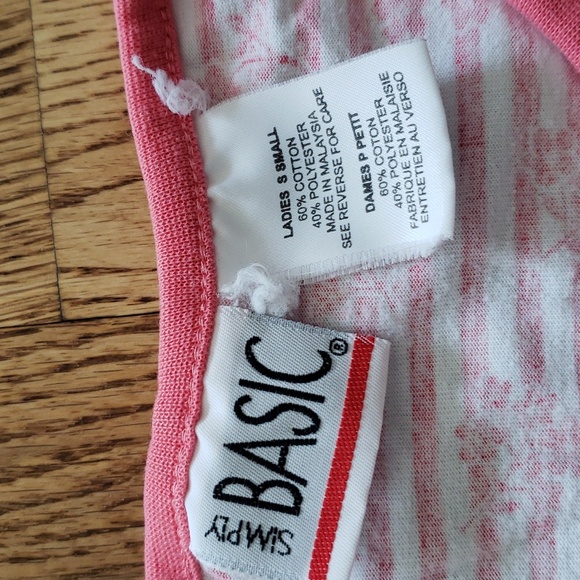 LADIES S SMALL
60% COTTON
40% POLYESTER
MADE IN MALAYSIA
SEE REVERSE FOR CARE
DAMES P PETIT
60% COTON
40% POLYESTER
FABRIQUE EN MALAISIE
ENTRETIEN AU VERSO
SIMPLY
BASIC®